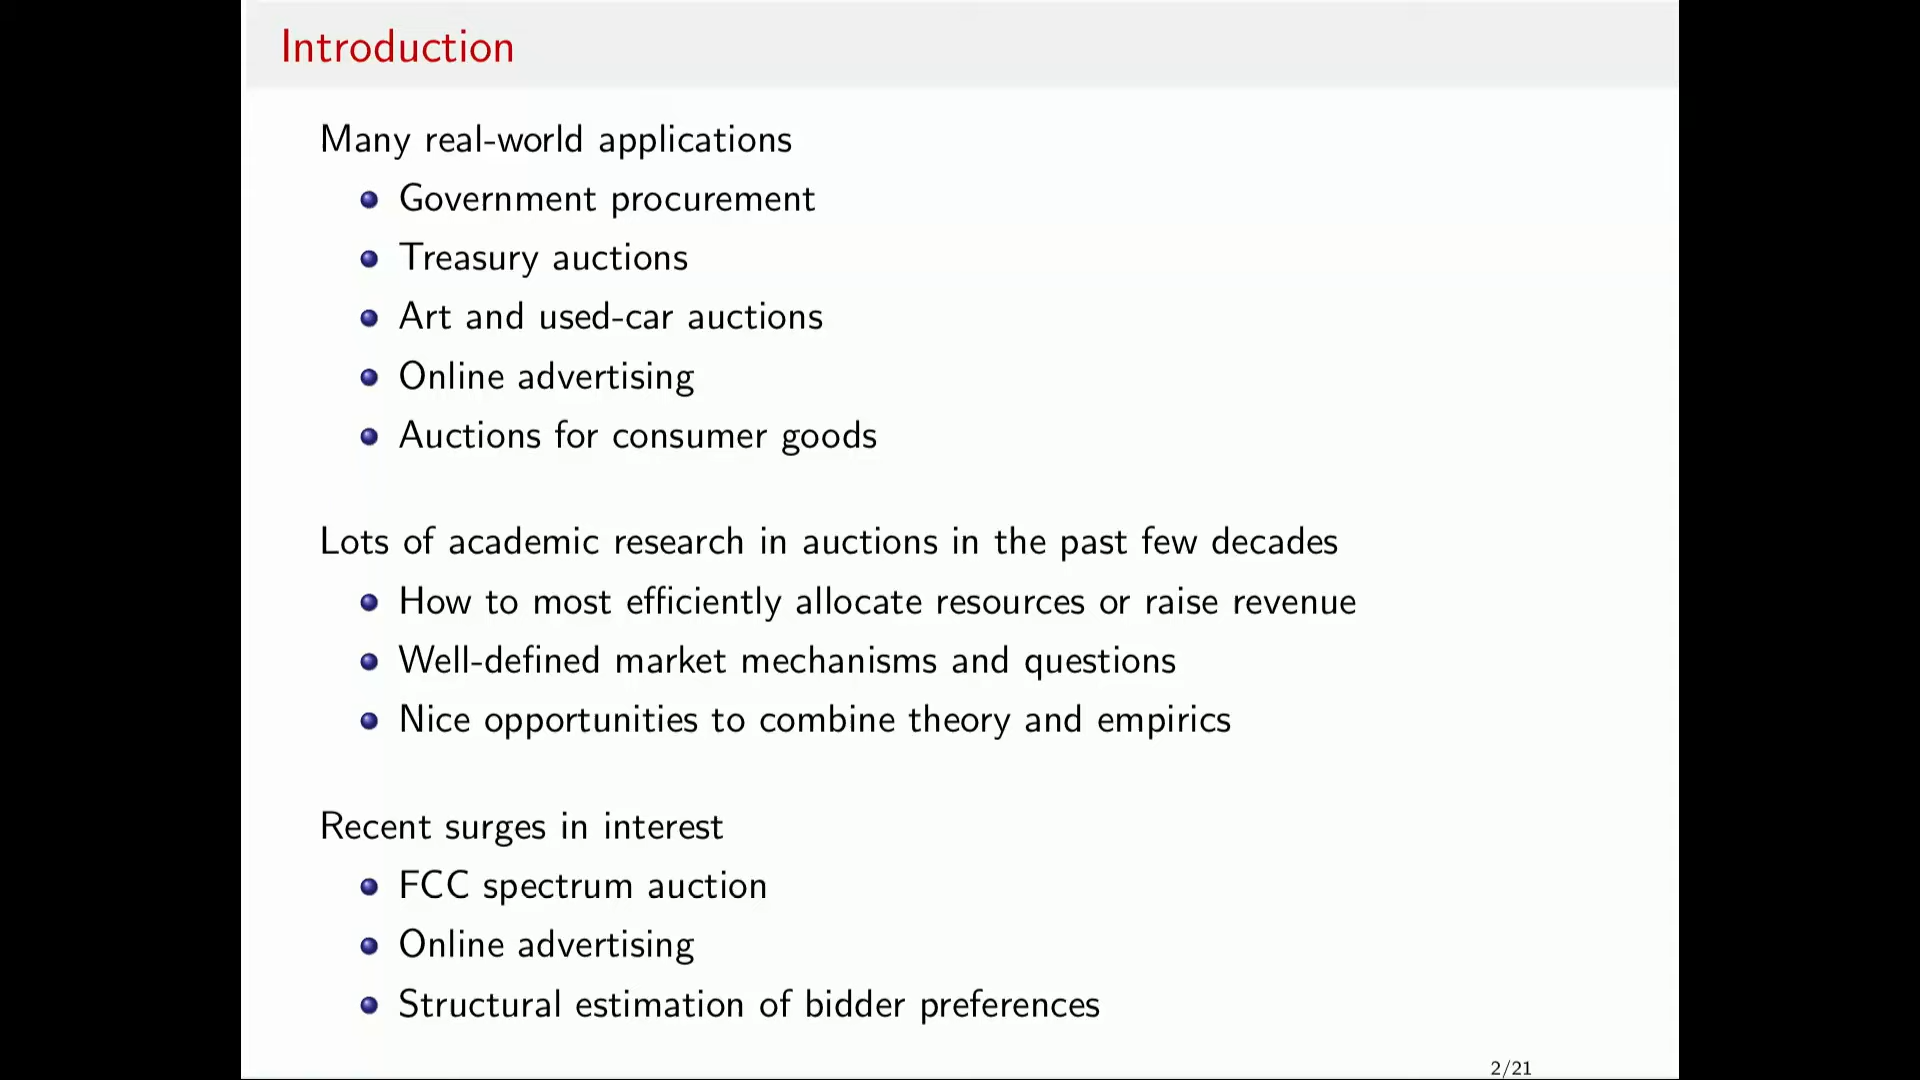 Introduction
Many real-world applications
Government procurement
Treasury auctions
Art and used-car auctions
Online advertising
Auctions for consumer goods
Lots of academic research in auctions in the past few decades
How to most efficiently allocate resources or raise revenue
Well-defined market mechanisms and questions
Nice opportunities to combine theory and empirics
Recent surges in interest
FCC spectrum auction
Online advertising
Structural estimation of bidder preferences
2/21